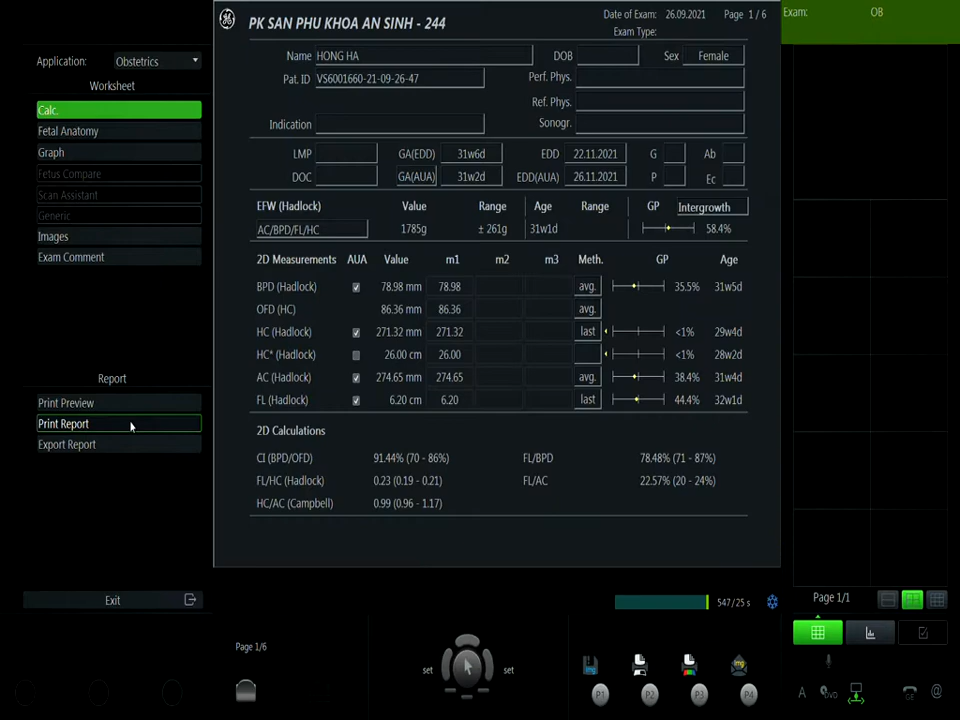 PK SAN PHU KHOA AN SINH - 244
Date of Exam: 26.09.2021 Page 1 / 6
Exam Type:
Exam: OB
Application: Obstetrics
Worksheet
Calc.
Fetal Anatomy
Graph
Fetus Compare
Scan Assistant
Generic
Images
Exam Comment
Report
Print Preview
Print Report
Export Report
Exit
Name HONG HA DOB Sex Female
Pat. ID VS6001660-21-09-26-47 Perf. Phys.
Ref. Phys.
Indication Sonogr.
LMP GA(EDD) 31w6d EDD 22.11.2021 G Ab
DOC GA(AUA) 31w2d EDD(AUA) 26.11.2021 P Ec
EFW (Hadlock) Value Range Age Range GP Intergrowth
AC/BPD/FL/HC 1785g ± 261g 31w1d 58.4%
2D Measurements AUA Value m1 m2 m3 Meth. GP Age
BPD (Hadlock) 78.98 mm 78.98 avg. 35.5% 31w5d
OFD (HC) 86.36 mm 86.36 avg.
HC (Hadlock) 271.32 mm 271.32 last <1% 29w4d
HC* (Hadlock) 26.00 cm 26.00 <1% 28w2d
AC (Hadlock) 274.65 mm 274.65 avg. 38.4% 31w4d
FL (Hadlock) 6.20 cm 6.20 last 44.4% 32w1d
2D Calculations
CI (BPD/OFD) 91.44% (70 - 86%) FL/BPD 78.48% (71 - 87%)
FL/HC (Hadlock) 0.23 (0.19 - 0.21) FL/AC 22.57% (20 - 24%)
HC/AC (Campbell) 0.99 (0.96 - 1.17)
547/25 s
Page 1/1
Page 1/6
set set
Img
P1 P2 P3 P4
A DVD @